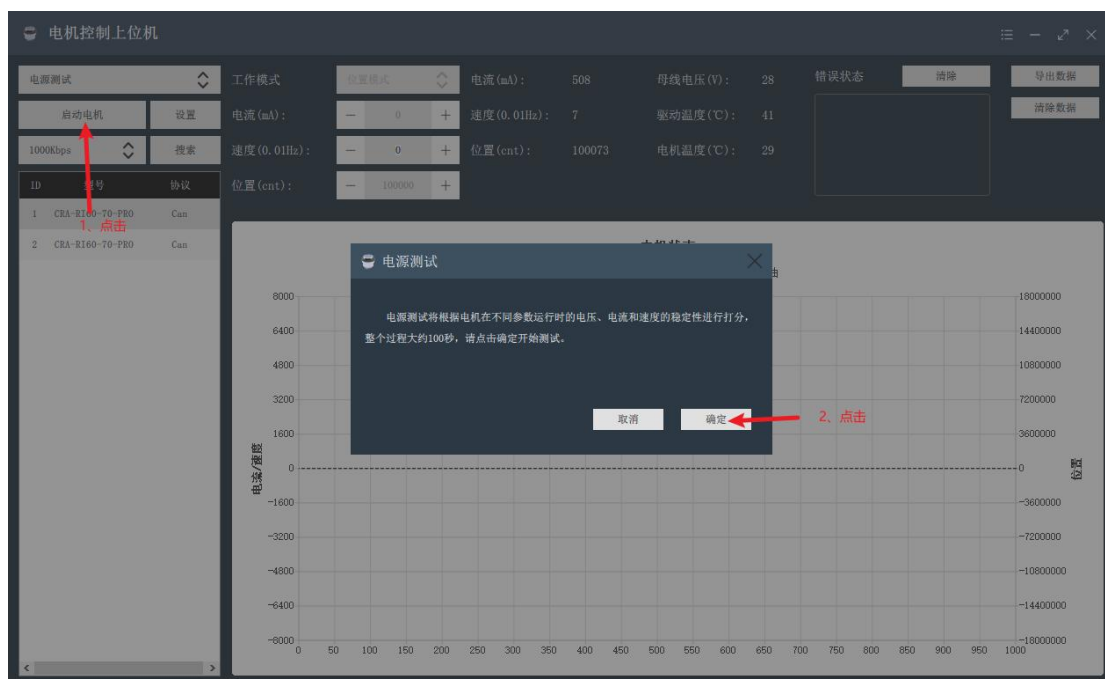 电机控制上位机
电源测试
启动电机
设置
1000Kbps
搜索
ID 型号 协议
1 CRA-RI60-70-PRO Can
1、点击
2 CRA-RI60-70-PRO Can
工作模式 位置模式
电流(mA): 0
速度(0.01Hz): 0
位置(cnt): 100000
电流(mA): 508
速度(0.01Hz): 7
位置(cnt): 100073
母线电压(V): 28
驱动温度(℃): 41
电机温度(℃): 29
错误状态 清除
导出数据
清除数据
电源测试
电源测试将根据电机在不同参数运行时的电压、电流和速度的稳定性进行打分,
整个过程大约100秒, 请点击确定开始测试。
取消 确定
2、点击
电流/速度
8000
6400
4800
3200
1600
0
-1600
-3200
-4800
-6400
-8000
18000000
14400000
10800000
7200000
3600000
0
-3600000
-7200000
-10800000
-14400000
-18000000
位置
0 50 100 150 200 250 300 350 400 450 500 550 600 650 700 750 800 850 900 950 1000